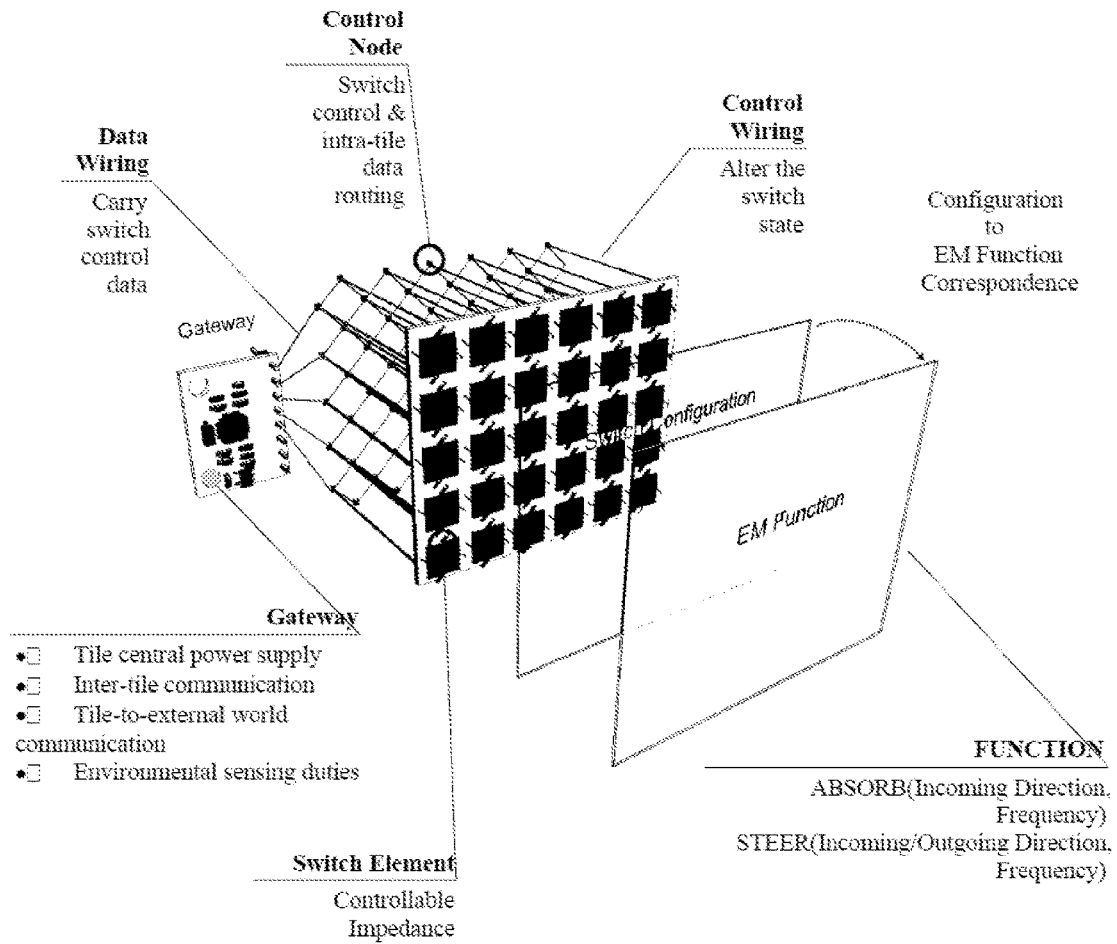 Control
Node
Switch
control &
intra-tile
data
routing
Data
Wiring
Carry
switch
control
data
Control
Wiring
Alter the
switch
state
Configuration
to
EM Function
Correspondence
Gateway
Switch Configuration
EM Function
Gateway
•□ Tile central power supply
•□ Inter-tile communication
•□ Tile-to-external world
communication
•□ Environmental sensing duties
FUNCTION
ABSORB(Incoming Direction,
Frequency)
STEER(Incoming/Outgoing Direction,
Frequency)
Switch Element
Controllable
Impedance